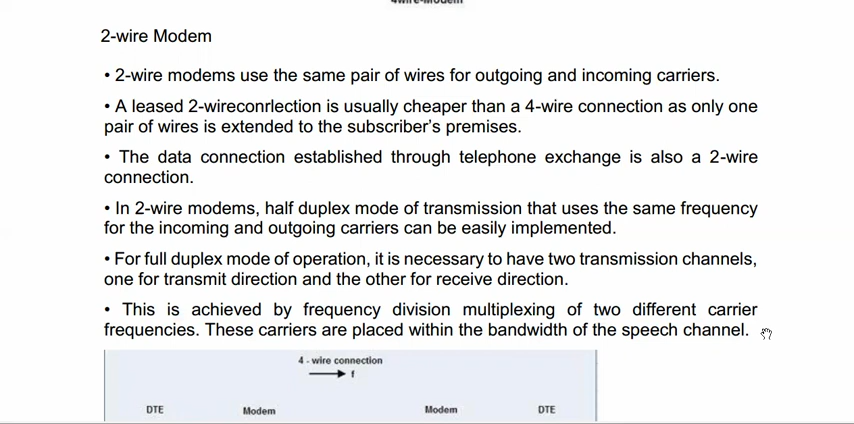 4wire-Modem
2-wire Modem
• 2-wire modems use the same pair of wires for outgoing and incoming carriers.
• A leased 2-wireconrlection is usually cheaper than a 4-wire connection as only one
pair of wires is extended to the subscriber's premises.
• The data connection established through telephone exchange is also a 2-wire
connection.
• In 2-wire modems, half duplex mode of transmission that uses the same frequency
for the incoming and outgoing carriers can be easily implemented.
• For full duplex mode of operation, it is necessary to have two transmission channels,
one for transmit direction and the other for receive direction.
• This is achieved by frequency division multiplexing of two different carrier
frequencies. These carriers are placed within the bandwidth of the speech channel.
4 - wire connection
f
DTE Modem Modem DTE